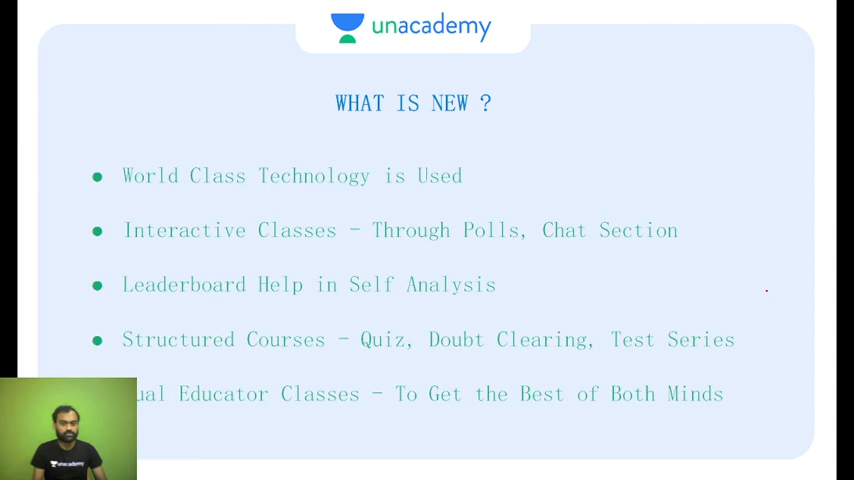 unacademy
WHAT IS NEW ?
World Class Technology is Used
Interactive Classes - Through Polls, Chat Section
Leaderboard Help in Self Analysis
Structured Courses - Quiz, Doubt Clearing, Test Series
Educator Classes - To Get the Best of Both Minds
unacademy